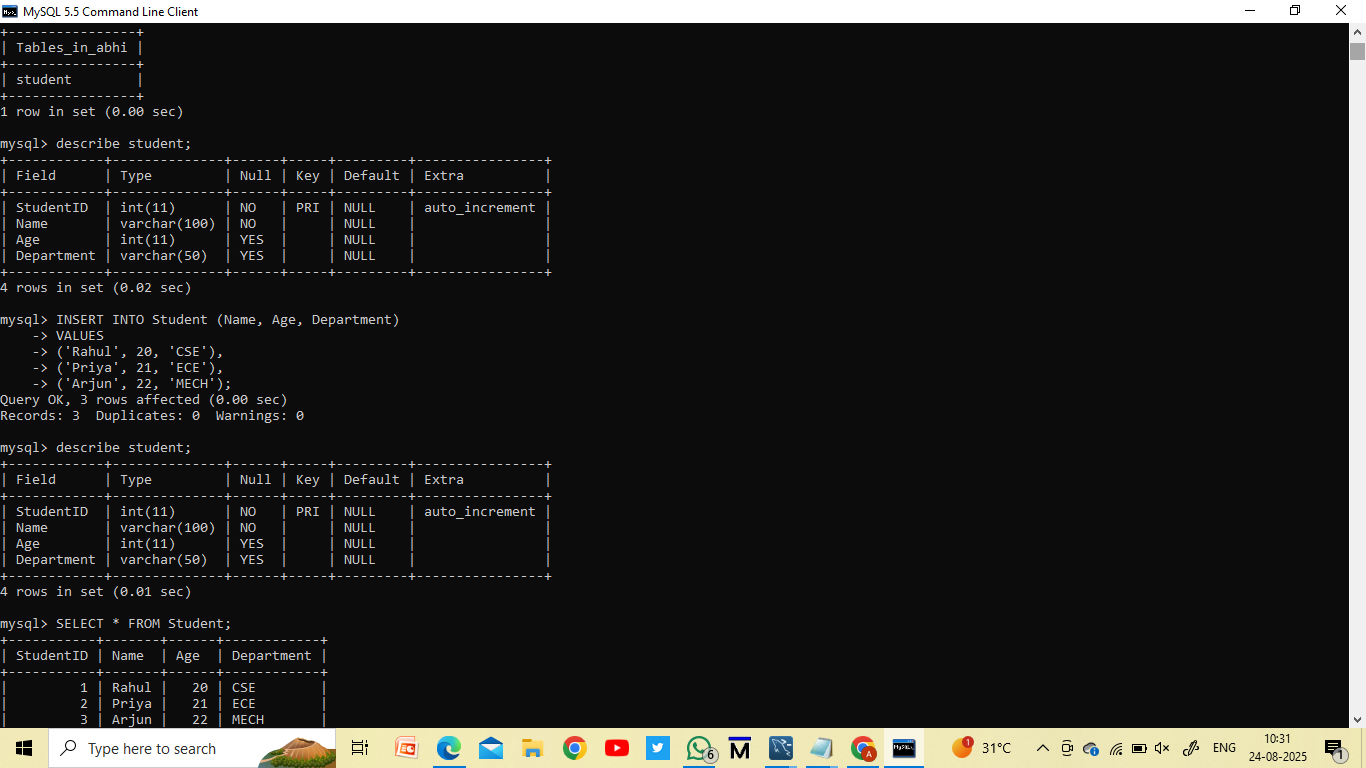 MySQL 5.5 Command Line Client
+----------------+
| Tables_in_abhi |
+----------------+
| student        |
+----------------+
1 row in set (0.00 sec)

mysql> describe student;
+------------+--------------+------+-----+---------+----------------+
| Field      | Type         | Null | Key | Default | Extra          |
+------------+--------------+------+-----+---------+----------------+
| StudentID  | int(11)      | NO   | PRI | NULL    | auto_increment |
| Name       | varchar(100) | NO   |     | NULL    |                |
| Age        | int(11)      | YES  |     | NULL    |                |
| Department | varchar(50)  | YES  |     | NULL    |                |
+------------+--------------+------+-----+---------+----------------+
4 rows in set (0.02 sec)

mysql> INSERT INTO Student (Name, Age, Department)
    -> VALUES
    -> ('Rahul', 20, 'CSE'),
    -> ('Priya', 21, 'ECE'),
    -> ('Arjun', 22, 'MECH');
Query OK, 3 rows affected (0.00 sec)
Records: 3  Duplicates: 0  Warnings: 0

mysql> describe student;
+------------+--------------+------+-----+---------+----------------+
| Field      | Type         | Null | Key | Default | Extra          |
+------------+--------------+------+-----+---------+----------------+
| StudentID  | int(11)      | NO   | PRI | NULL    | auto_increment |
| Name       | varchar(100) | NO   |     | NULL    |                |
| Age        | int(11)      | YES  |     | NULL    |                |
| Department | varchar(50)  | YES  |     | NULL    |                |
+------------+--------------+------+-----+---------+----------------+
4 rows in set (0.01 sec)

mysql> SELECT * FROM Student;
+-----------+-------+------+------------+
| StudentID | Name  | Age  | Department |
+-----------+-------+------+------------+
|         1 | Rahul |   20 | CSE        |
|         2 | Priya |   21 | ECE        |
|         3 | Arjun |   22 | MECH       |
Type here to search
6
M
A
MySQL
1
31°C
ENG
10:31
24-08-2025
1